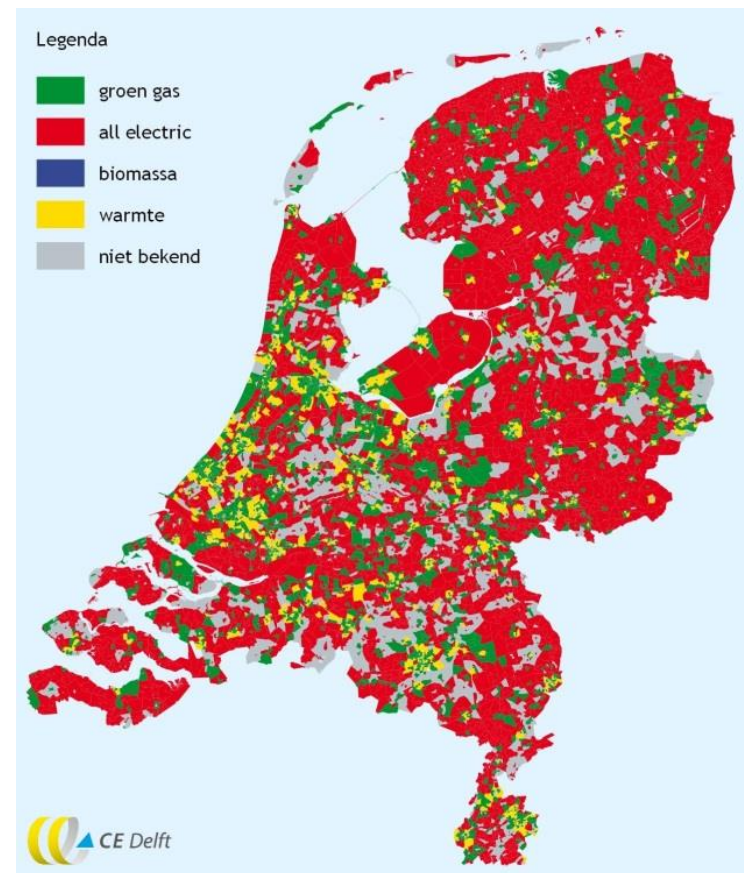 Legenda
groen gas
all electric
biomassa
warmte
niet bekend
CE Delft